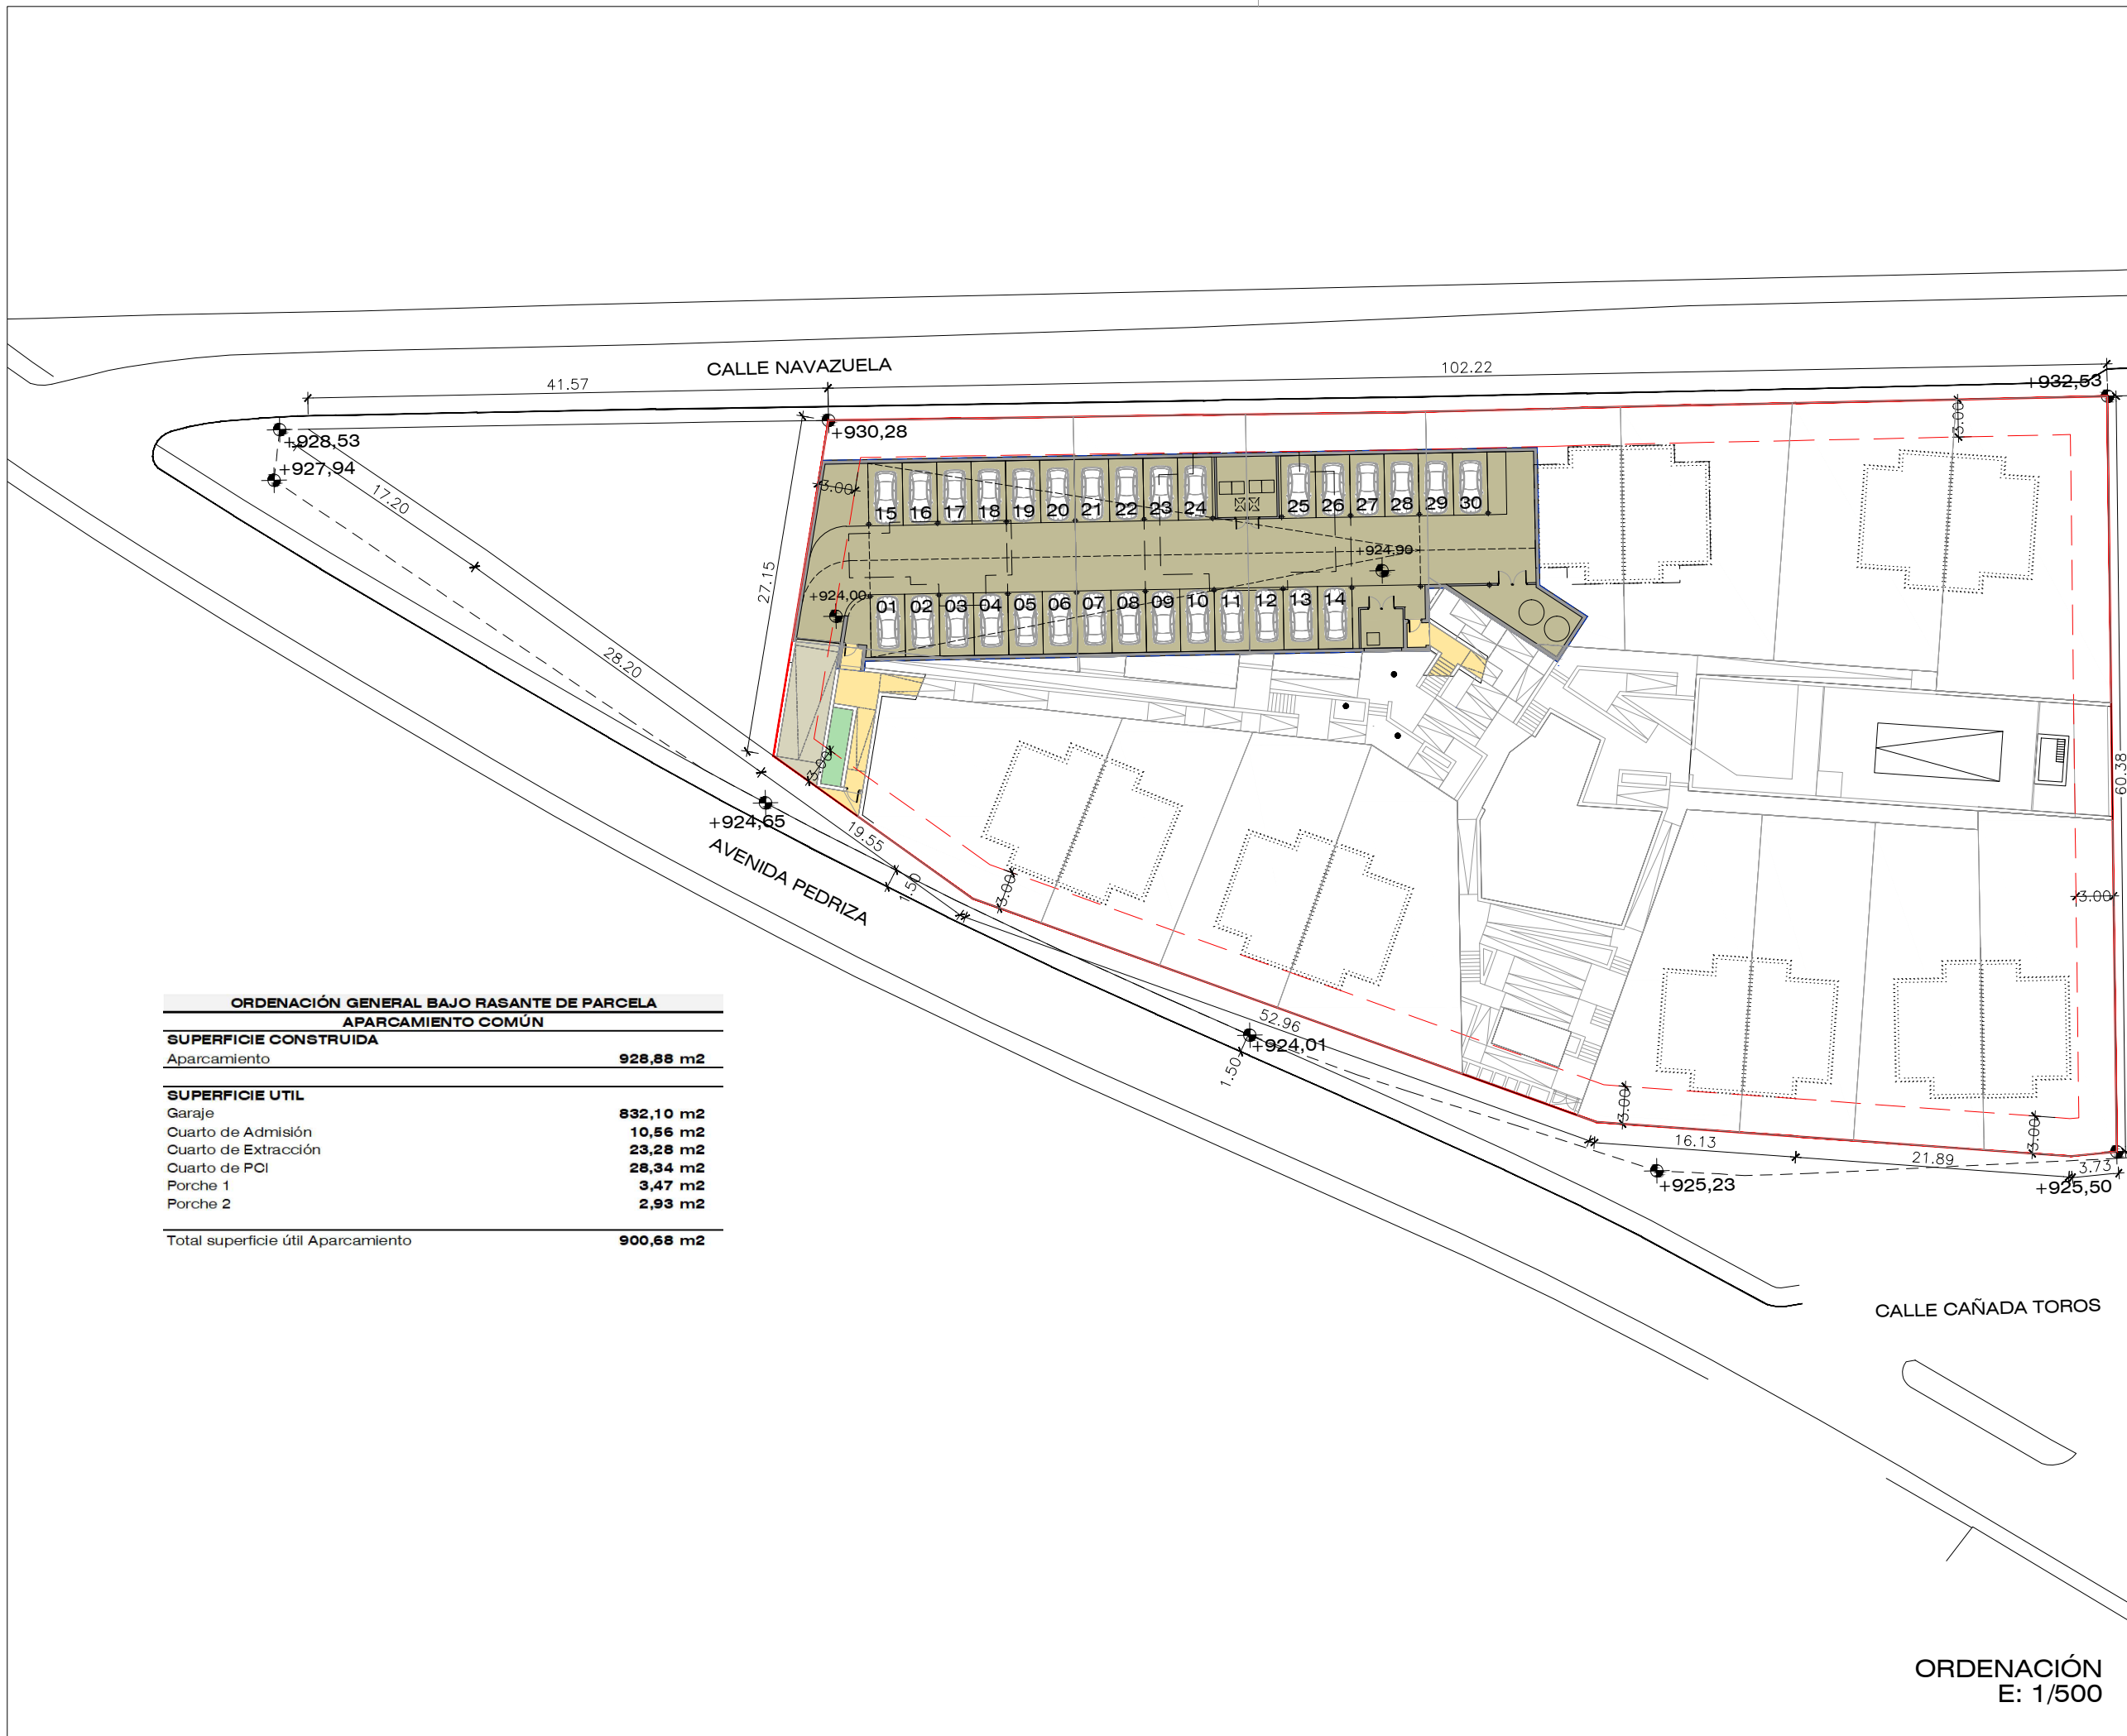 CALLE NAVAZUELA
41.57
102.22
+932,53
+930,28
+928,53
+927,94
17.20
3.00
3.00
15 16 17 18 19 20 21 22 23 24 25 26 27 28 29 30
+924,90
27.15
+924,00
01 02 03 04 05 06 07 08 09 10 11 12 13 14
28.20
3.00
60.38
+924,65
19.55
AVENIDA PEDRIZA
1.50
3.00
3.00
52.96
+924,01
1.50
3.00
3.00
16.13
21.89
3.73
+925,23
+925,50
ORDENACIÓN GENERAL BAJO RASANTE DE PARCELA
APARCAMIENTO COMÚN
SUPERFICIE CONSTRUIDA
Aparcamiento 928,88 m2
SUPERFICIE UTIL
Garaje 832,10 m2
Cuarto de Admisión 10,56 m2
Cuarto de Extracción 23,28 m2
Cuarto de PCI 28,34 m2
Porche 1 3,47 m2
Porche 2 2,93 m2
Total superficie útil Aparcamiento 900,68 m2
CALLE CAÑADA TOROS
ORDENACIÓN
E: 1/500